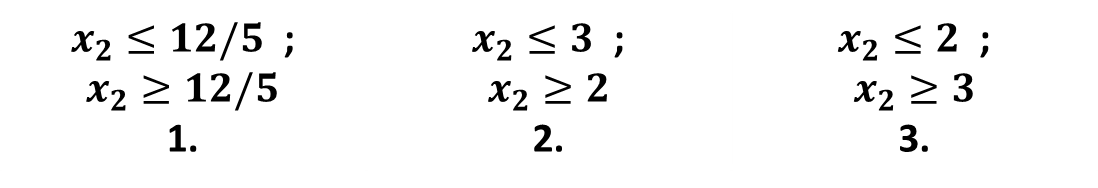 x₂ ≤ 12/5 ;
x₂ ≥ 12/5
1.
x₂ ≤ 3 ;
x₂ ≥ 2
2.
x₂ ≤ 2 ;
x₂ ≥ 3
3.